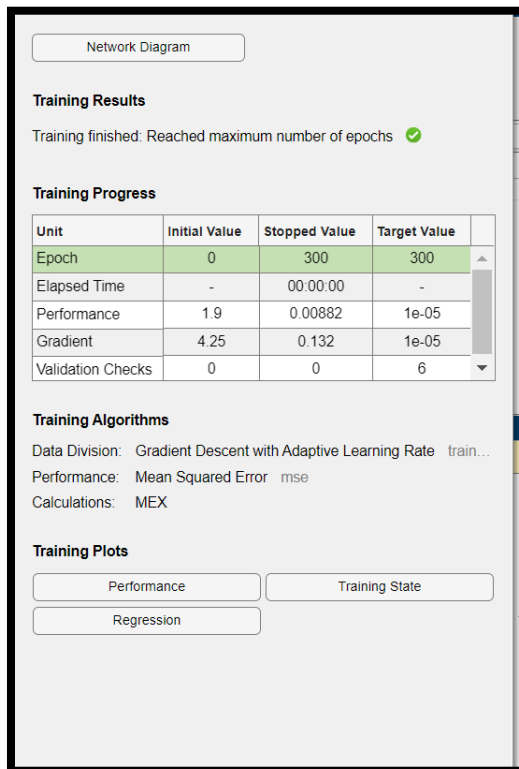 Network Diagram
Training Results
Training finished: Reached maximum number of epochs
Training Progress
Unit Initial Value Stopped Value Target Value
Epoch 0 300 300
Elapsed Time - 00:00:00 -
Performance 1.9 0.00882 1e-05
Gradient 4.25 0.132 1e-05
Validation Checks 0 0 6
Training Algorithms
Data Division: Gradient Descent with Adaptive Learning Rate train...
Performance: Mean Squared Error mse
Calculations: MEX
Training Plots
Performance Training State
Regression